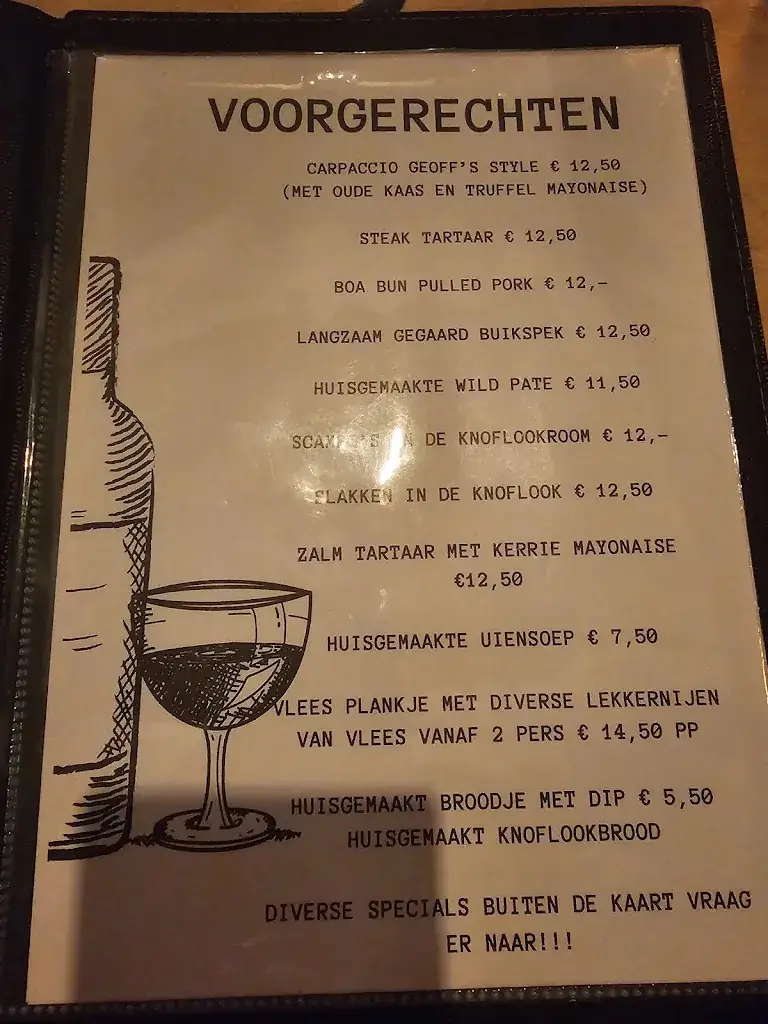 VOORGERECHTEN
CARPACCIO GEOFF'S STYLE € 12,50
(MET OUDE KAAS EN TRUFFEL MAYONAISE)
STEAK TARTAAR € 12,50
BOA BUN PULLED PORK € 12,-
LANGZAAM GEGAARD BUIKSPEK € 12,50
HUISGEMAAKTE WILD PATE € 11,50
SCAMPI'S IN DE KNOFLOOKROOM € 12,-
SLAKKEN IN DE KNOFLOOK € 12,50
ZALM TARTAAR MET KERRIE MAYONAISE
€12,50
HUISGEMAAKTE UIENSOEP € 7,50
VLEES PLANKJE MET DIVERSE LEKKERNIJEN
VAN VLEES VANAF 2 PERS € 14,50 PP
HUISGEMAAKT BROODJE MET DIP € 5,50
HUISGEMAAKT KNOFLOOKBROOD
DIVERSE SPECIALS BUITEN DE KAART VRAAG
ER NAAR!!!